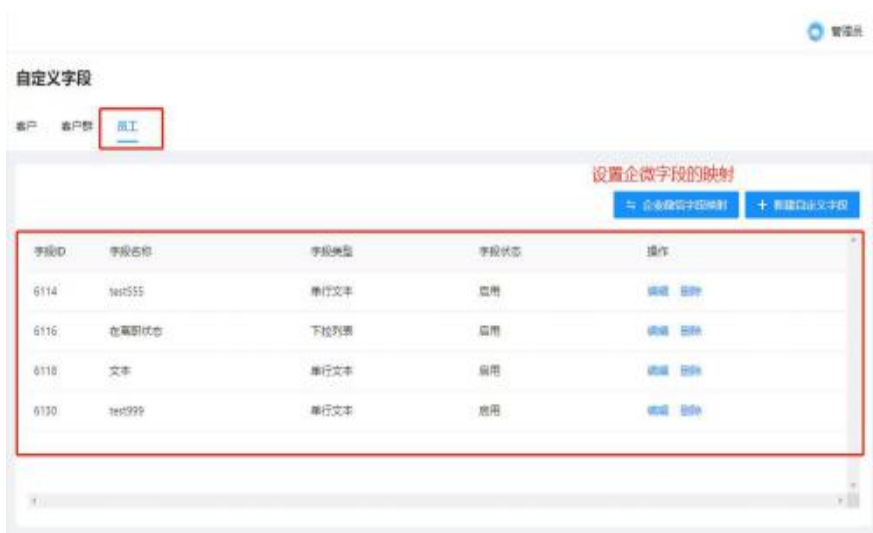 管理员
自定义字段
客户 客户群 员工
设置企微字段的映射
企业微信字段映射 + 新建自定义字段
字段ID 字段名称 字段类型 字段状态 操作
6114 test555 单行文本 启用 编辑 删除
6116 在离职状态 下拉列表 启用 编辑 删除
6118 文本 单行文本 启用 编辑 删除
6130 test999 单行文本 启用 编辑 删除